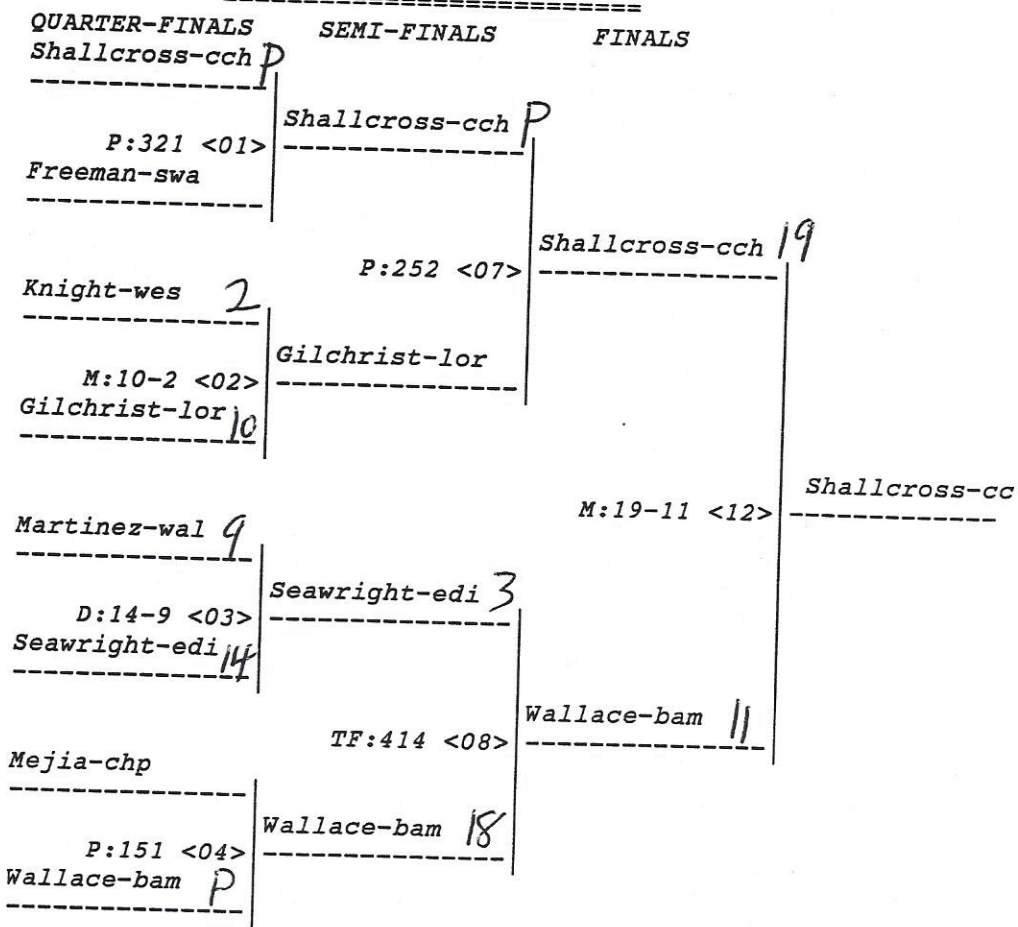 QUARTER-FINALS SEMI-FINALS FINALS
Shallcross-cch P
Shallcross-cch P
P:321 <01>
Freeman-swa
Shallcross-cch 19
P:252 <07>
Knight-wes 2
Gilchrist-lor
M:10-2 <02>
Gilchrist-lor 10
Shallcross-cc
M:19-11 <12>
Martinez-wal 9
Seawright-edi 3
D:14-9 <03>
Seawright-edi 14
Wallace-bam 11
TF:414 <08>
Mejia-chp
Wallace-bam 18
P:151 <04>
Wallace-bam P